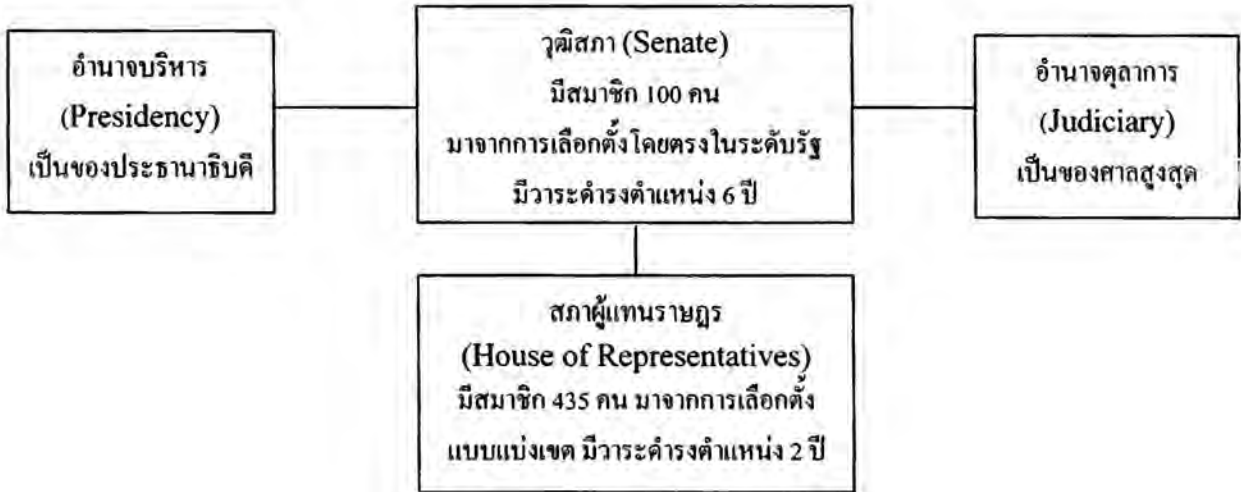 อำนาจบริหาร
(Presidency)
เป็นของประธานาธิบดี
วุฒิสภา (Senate)
มีสมาชิก 100 คน
มาจากการเลือกตั้งโดยตรงในระดับรัฐ
มีวาระดำรงตำแหน่ง 6 ปี
อำนาจตุลาการ
(Judiciary)
เป็นของศาลสูงสุด
สภาผู้แทนราษฎร
(House of Representatives)
มีสมาชิก 435 คน มาจากการเลือกตั้ง
แบบแบ่งเขต มีวาระดำรงตำแหน่ง 2 ปี